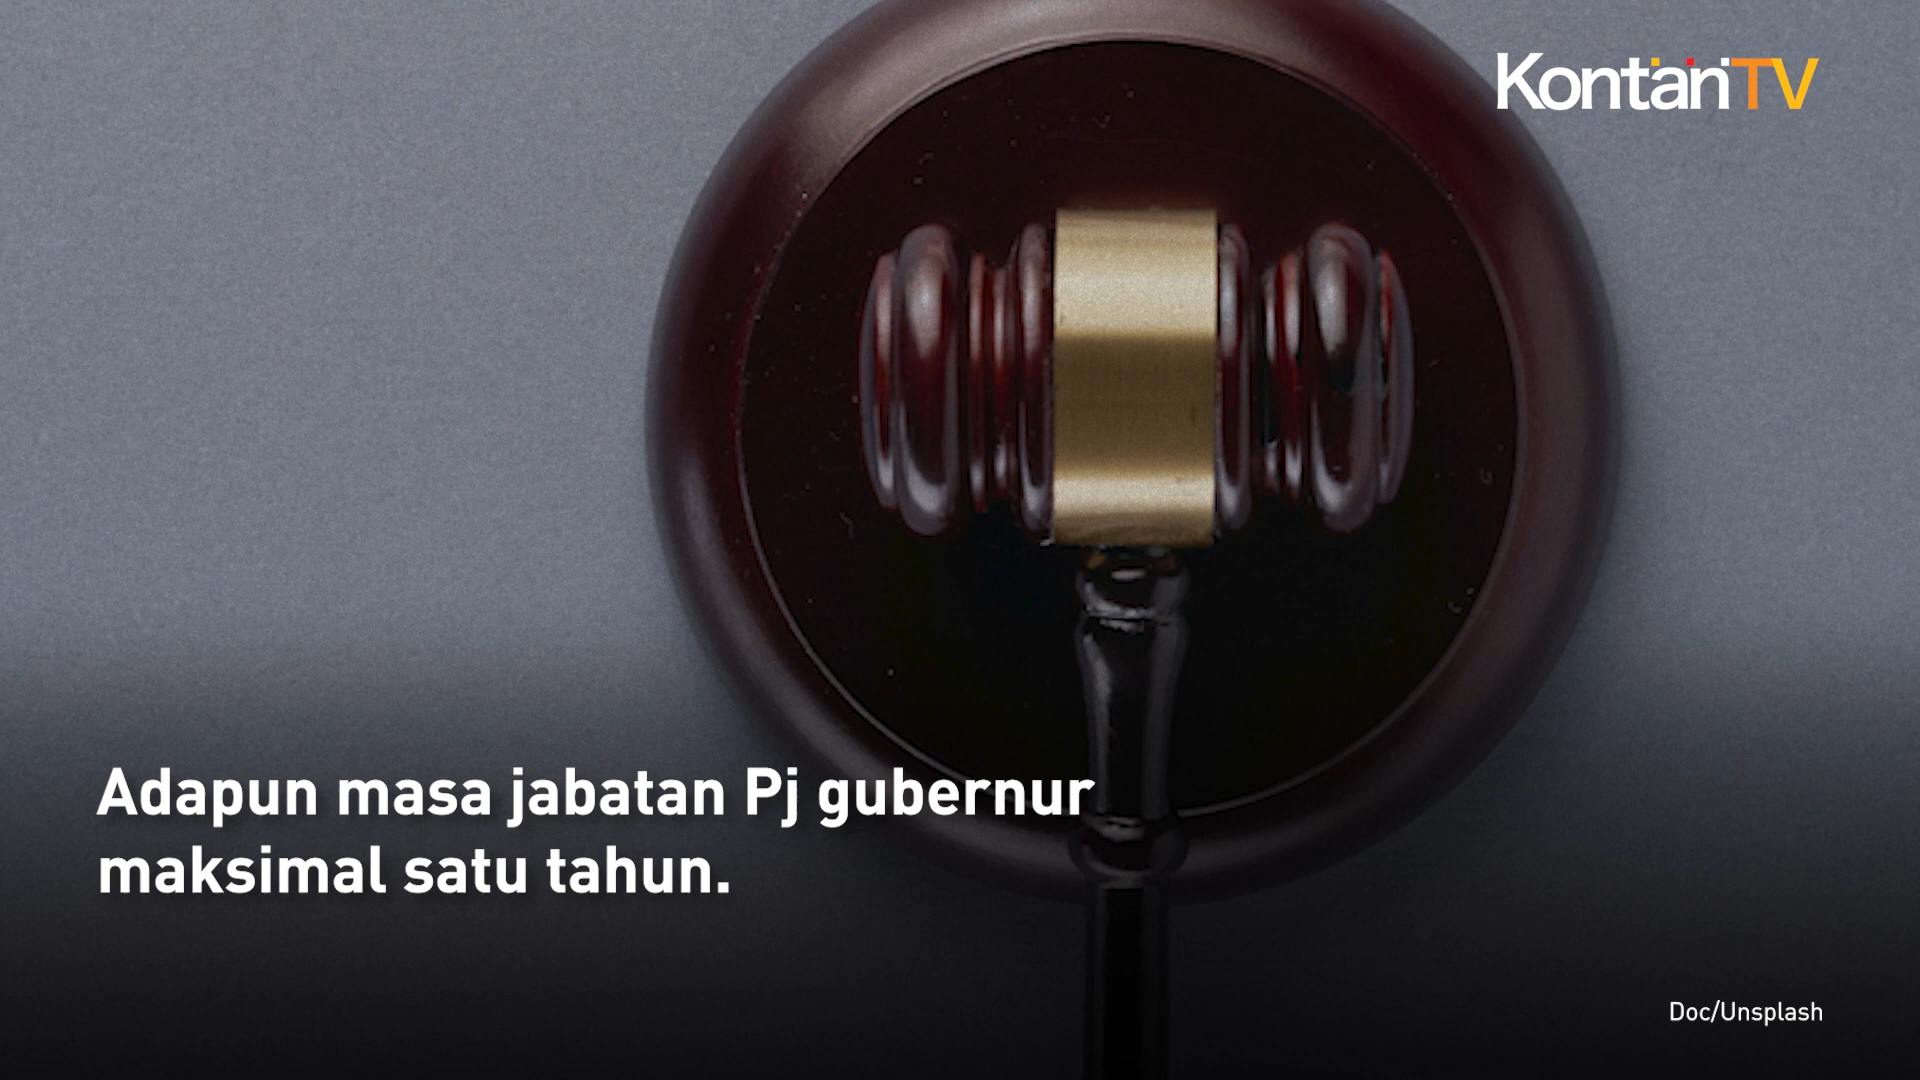 KontanTV
Adapun masa jabatan Pj gubernur
maksimal satu tahun.
Doc/Unsplash